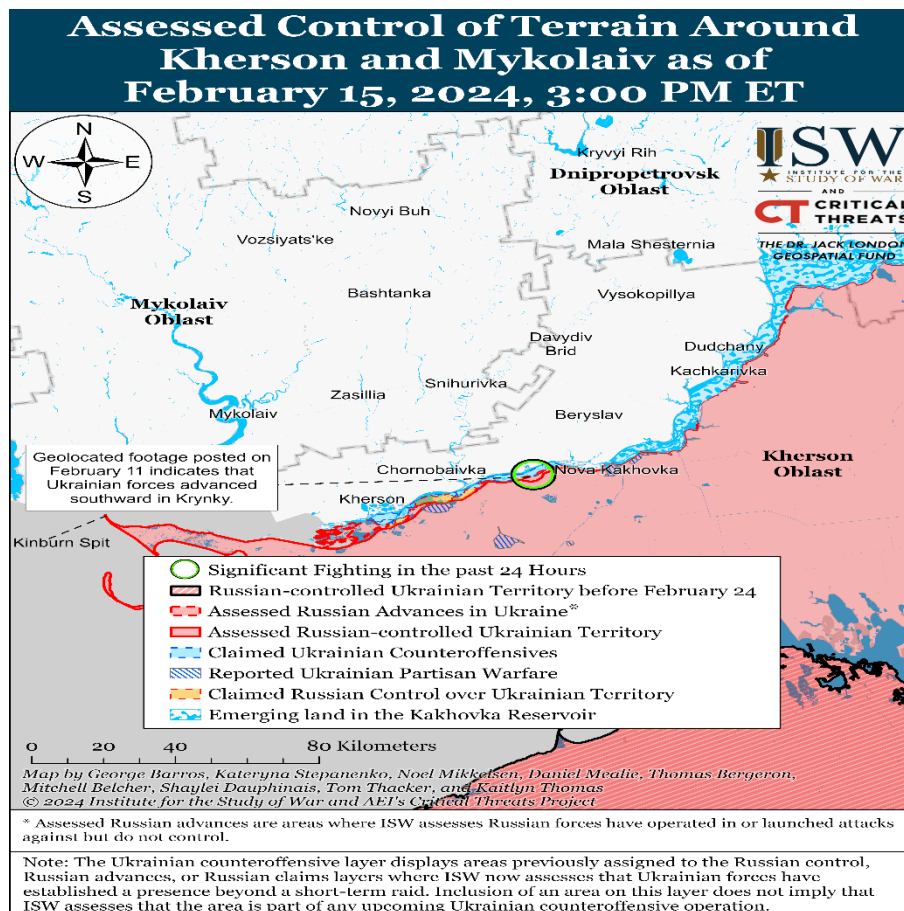 Assessed Control of Terrain Around
Kherson and Mykolaiv as of
February 15, 2024, 3:00 PM ET
N
W
E
S
ISW
INSTITUTE FOR THE
STUDY OF WAR
AND
CT CRITICAL
THREATS
THE DR. JACK LONDON
GEOSPATIAL FUND
Kryvyi Rih
Dnipropetrovsk
Oblast
Novyi Buh
Vozsiyats'ke
Mala Shesternia
Bashtanka
Vysokopillya
Mykolaiv
Oblast
Davydiv
Brid
Dudchany
Kachkarivka
Snihurivka
Zasillia
Mykolaiv
Beryslav
Geolocated footage posted on
February 11 indicates that
Ukrainian forces advanced
southward in Krynky.
Chornobaivka
Nova Kakhovka
Kherson
Oblast
Kherson
Kinburn Spit
Significant Fighting in the past 24 Hours
Russian-controlled Ukrainian Territory before February 24
Assessed Russian Advances in Ukraine*
Assessed Russian-controlled Ukrainian Territory
Claimed Ukrainian Counteroffensives
Reported Ukrainian Partisan Warfare
Claimed Russian Control over Ukrainian Territory
Emerging land in the Kakhovka Reservoir
0 20 40 80 Kilometers
Map by George Barros, Kateryna Stepanenko, Noel Mikkelsen, Daniel Mealie, Thomas Bergeron,
Mitchell Belcher, Shaylei Dauphinais, Tom Thacker, and Kaitlyn Thomas
© 2024 Institute for the Study of War and AEI's Critical Threats Project
* Assessed Russian advances are areas where ISW assesses Russian forces have operated in or launched attacks
against but do not control.
Note: The Ukrainian counteroffensive layer displays areas previously assigned to the Russian control,
Russian advances, or Russian claims layers where ISW now assesses that Ukrainian forces have
established a presence beyond a short-term raid. Inclusion of an area on this layer does not imply that
ISW assesses that the area is part of any upcoming Ukrainian counteroffensive operation.